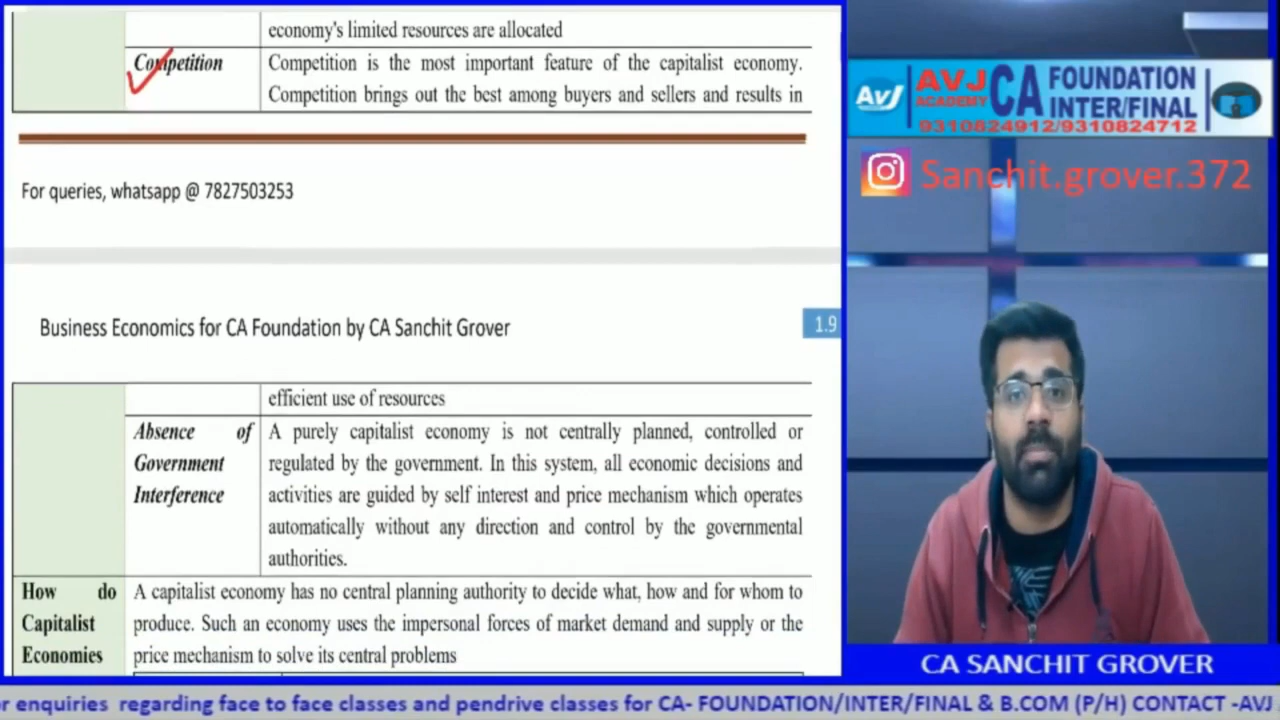 economy's limited resources are allocated
Competition
Competition is the most important feature of the capitalist economy.
Competition brings out the best among buyers and sellers and results in
For queries, whatsapp @ 7827503253
Business Economics for CA Foundation by CA Sanchit Grover
1.9
efficient use of resources
Absence of
Government
Interference
A purely capitalist economy is not centrally planned, controlled or
regulated by the government. In this system, all economic decisions and
activities are guided by self interest and price mechanism which operates
automatically without any direction and control by the governmental
authorities.
How do
Capitalist
Economies
A capitalist economy has no central planning authority to decide what, how and for whom to
produce. Such an economy uses the impersonal forces of market demand and supply or the
price mechanism to solve its central problems
AVJ
AVJ
ACADEMY
CA
FOUNDATION
INTER/FINAL
9310824912/9310824712
Sanchit.grover.372
CA SANCHIT GROVER
r enquiries regarding face to face classes and pendrive classes for CA- FOUNDATION/INTER/FINAL & B.COM (P/H) CONTACT -AVJ